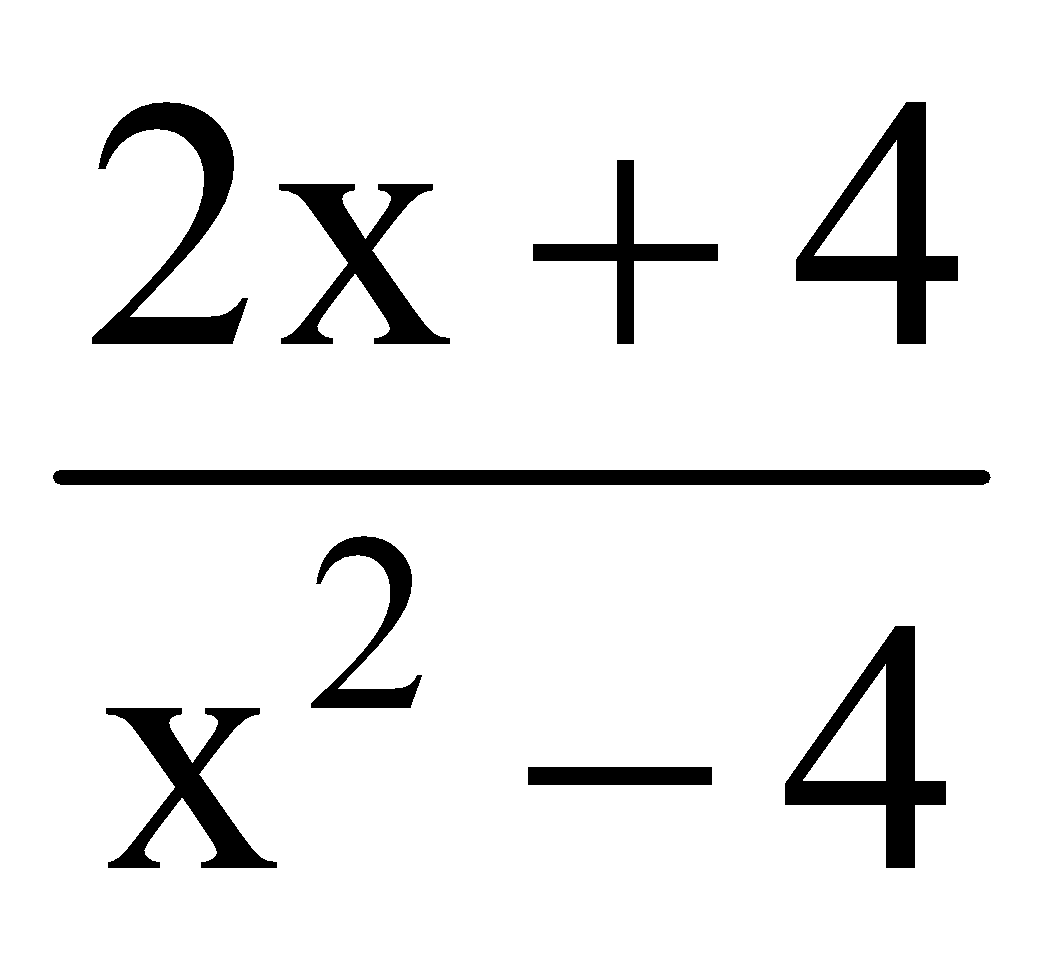 2x + 4
x² − 4